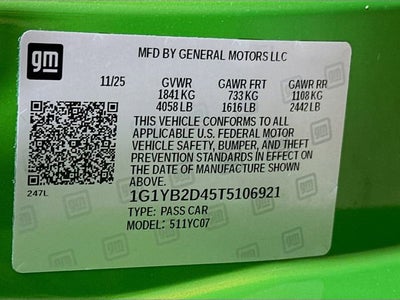 gm
MFD BY GENERAL MOTORS LLC
11/25 GVWR GAWR FRT GAWR RR
1841 KG 733 KG 1108 KG
4058 LB 1616 LB 2442 LB
THIS VEHICLE CONFORMS TO ALL
APPLICABLE U.S. FEDERAL MOTOR
VEHICLE SAFETY, BUMPER, AND THEFT
PREVENTION STANDARDS IN EFFECT ON
THE DATE OF MANUFACTURE SHOWN
ABOVE.
247L
1G1YB2D45T5106921
TYPE: PASS CAR
MODEL: 511YC07